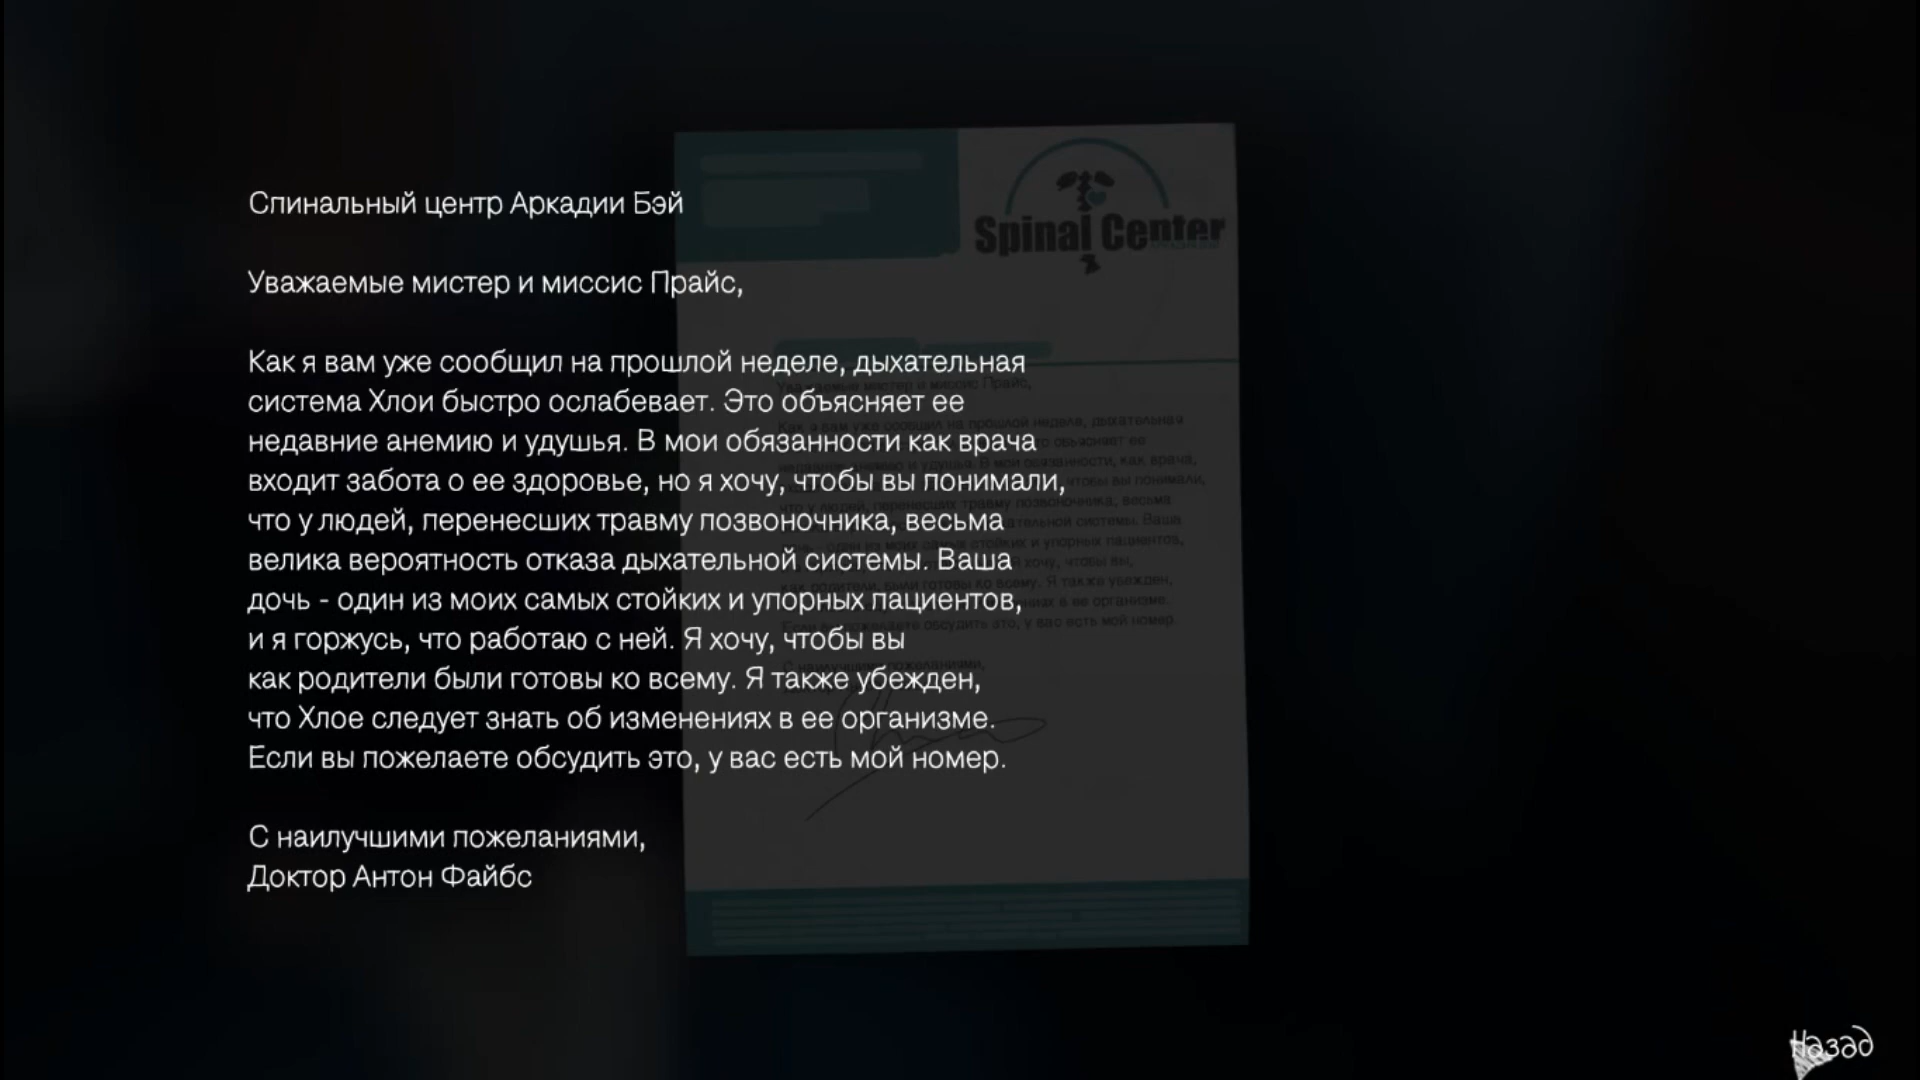 Спинальный центр Аркадии Бэй
Уважаемые мистер и миссис Прайс,
Как я вам уже сообщил на прошлой неделе, дыхательная
система Хлои быстро ослабевает. Это объясняет ее
недавние анемию и удушья. В мои обязанности как врача
входит забота о ее здоровье, но я хочу, чтобы вы понимали,
что у людей, перенесших травму позвоночника, весьма
велика вероятность отказа дыхательной системы. Ваша
дочь - один из моих самых стойких и упорных пациентов,
и я горжусь, что работаю с ней. Я хочу, чтобы вы
как родители были готовы ко всему. Я также убежден,
что Хлое следует знать об изменениях в ее организме.
Если вы пожелаете обсудить это, у вас есть мой номер.
С наилучшими пожеланиями,
Доктор Антон Файбс
Spinal Center
Назад